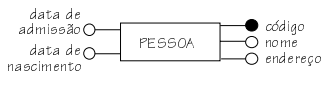 data de
admissão
data de
nascimento
PESSOA
código
nome
endereço